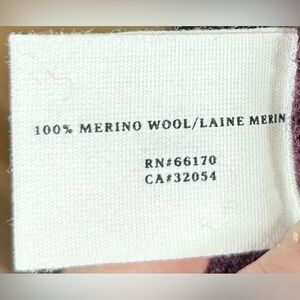 100% MERINO WOOL/LAINE MERIN
RN#66170
CA#32054